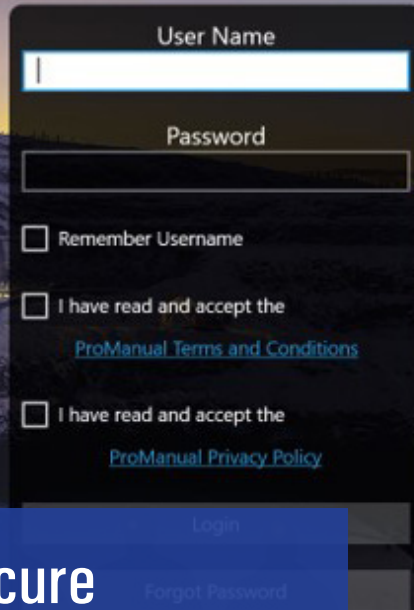 User Name
Password
Remember Username
I have read and accept the
ProManual Terms and Conditions
I have read and accept the
ProManual Privacy Policy
Login
Forgot Password